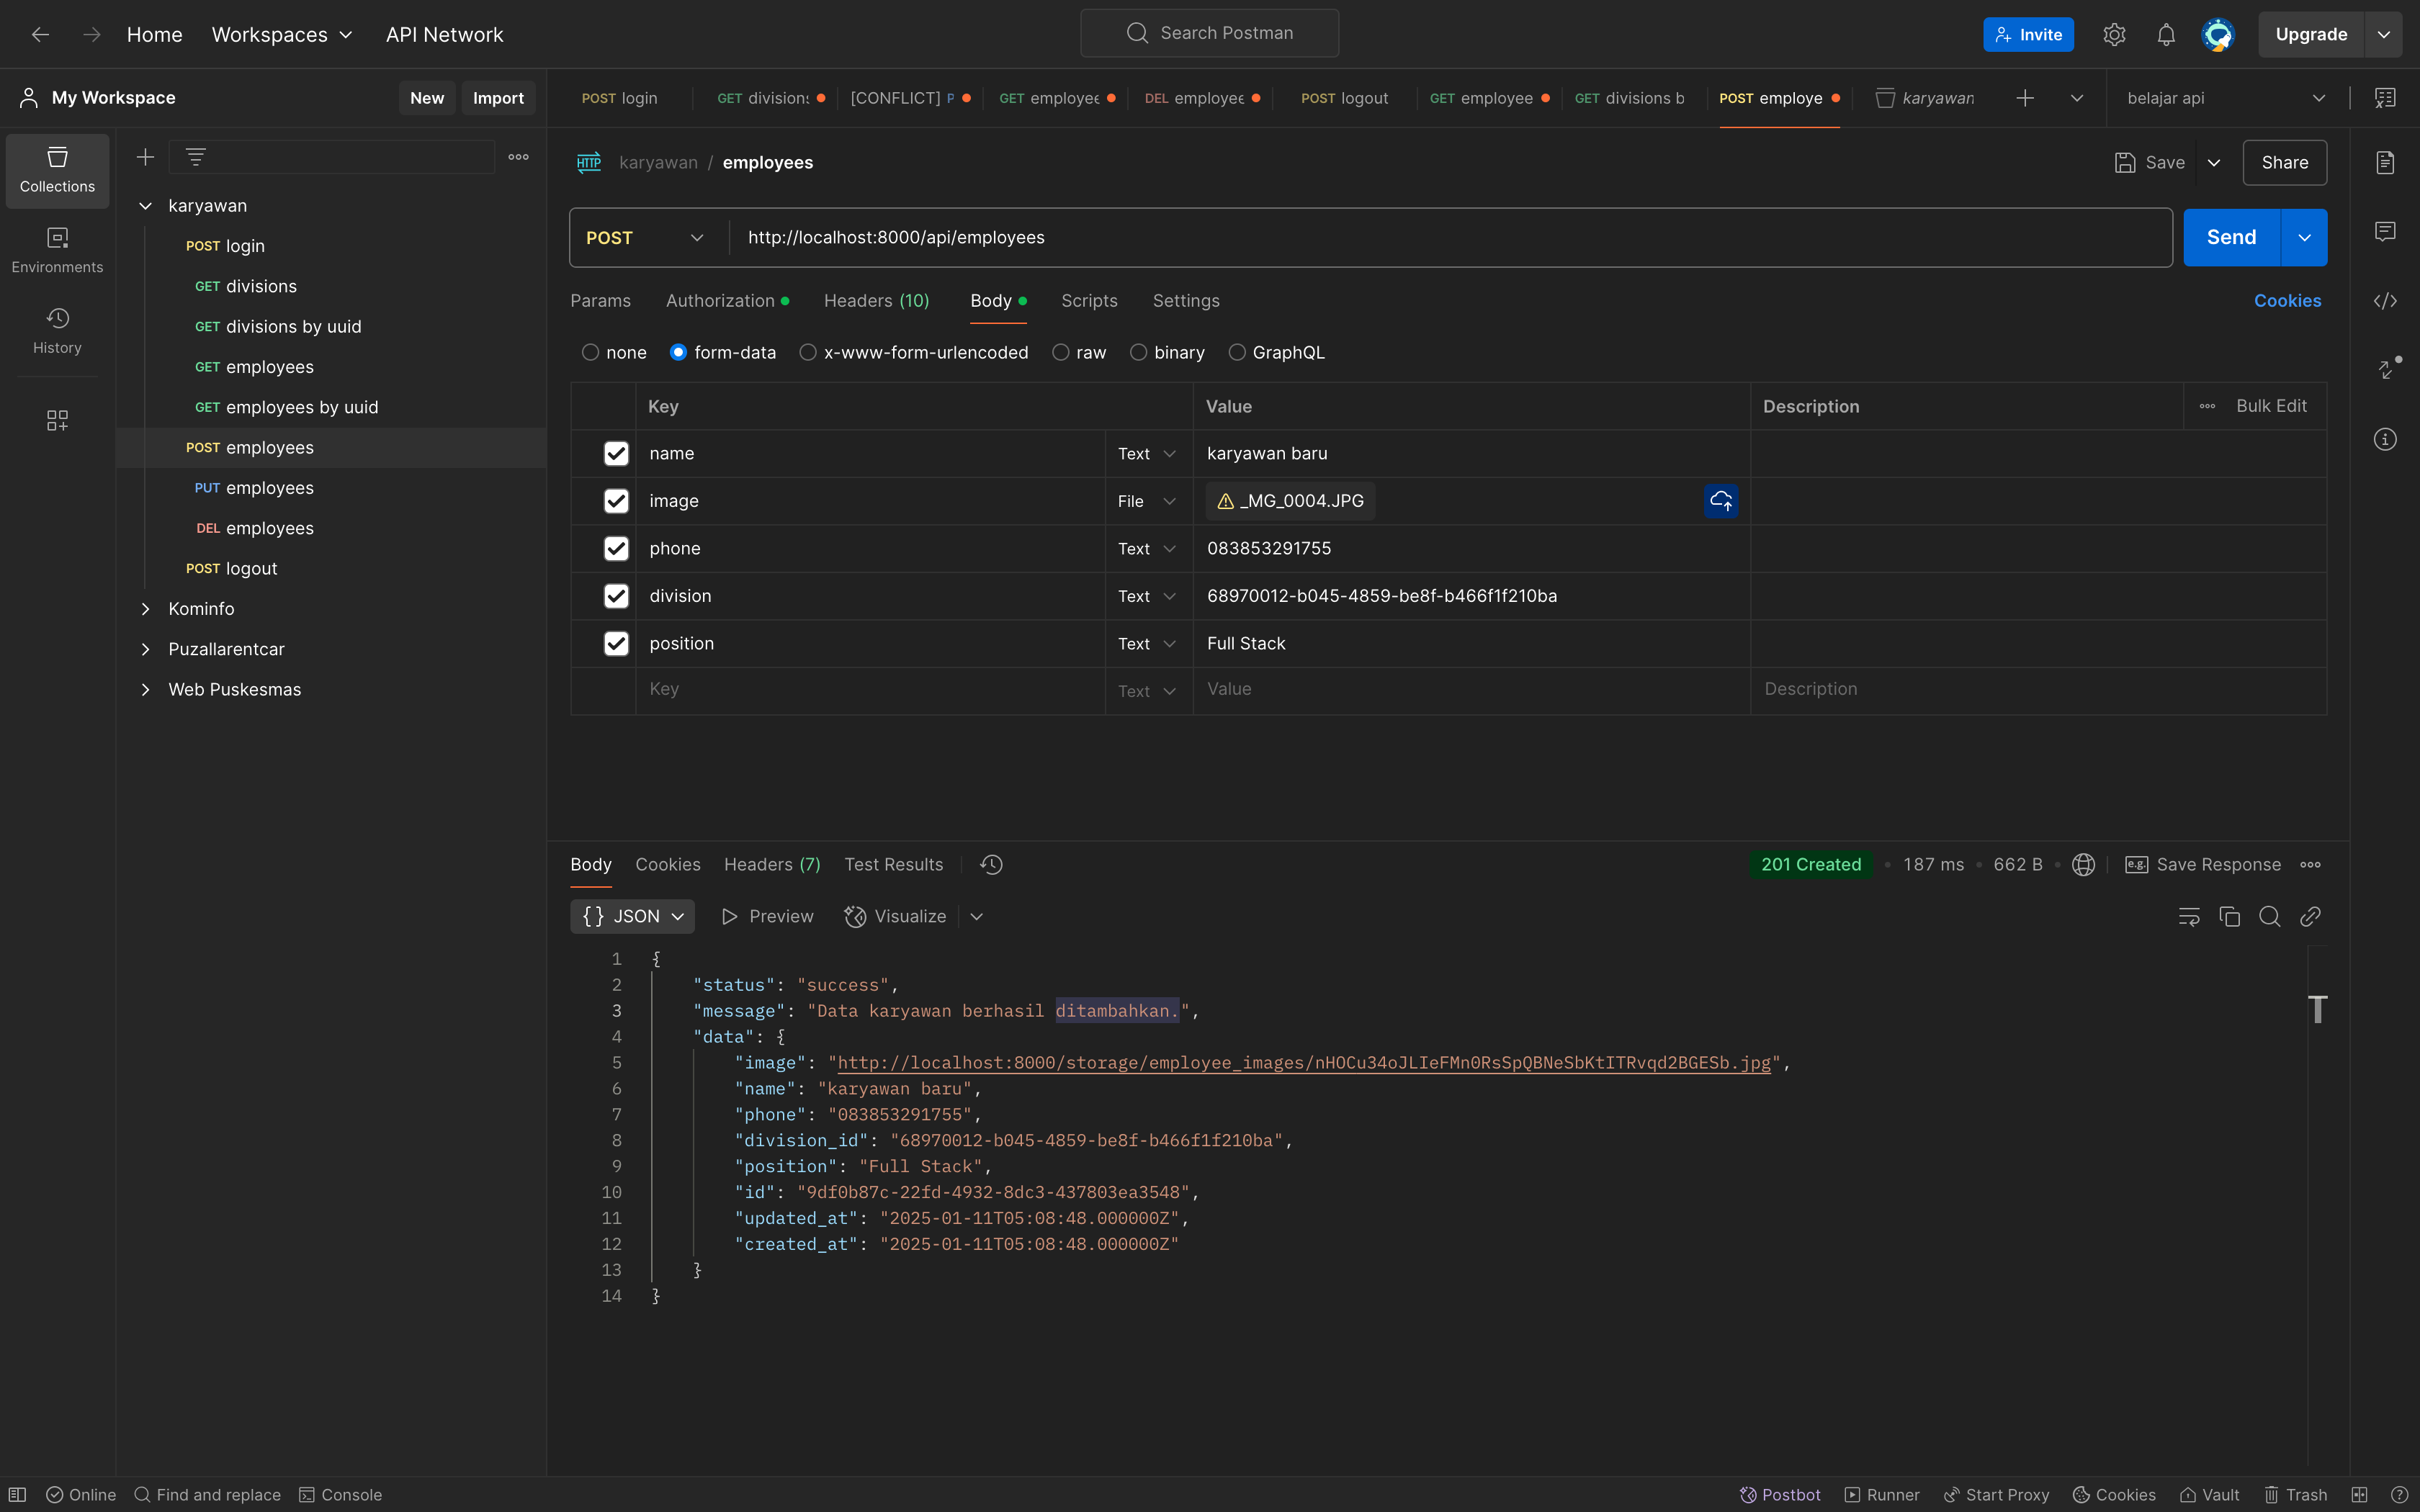 Home Workspaces API Network Search Postman Invite Upgrade
My Workspace New Import
POST login GET divisions [CONFLICT] P GET employee DEL employee POST logout GET employee GET divisions b POST employe karyawan belajar api
Collections
Environments
History
karyawan
POST login
GET divisions
GET divisions by uuid
GET employees
GET employees by uuid
POST employees
PUT employees
DEL employees
POST logout
Kominfo
Puzallarentcar
Web Puskesmas
HTTP karyawan / employees Save Share
POST http://localhost:8000/api/employees Send
Params Authorization Headers (10) Body Scripts Settings Cookies
none form-data x-www-form-urlencoded raw binary GraphQL
Key Value Description Bulk Edit
name Text karyawan baru
image File _MG_0004.JPG
phone Text 083853291755
division Text 68970012-b045-4859-be8f-b466f1f210ba
position Text Full Stack
Key Text Value Description
Body Cookies Headers (7) Test Results 201 Created 187 ms 662 B e.g. Save Response
{} JSON Preview Visualize
1 {
2 "status": "success",
3 "message": "Data karyawan berhasil ditambahkan.",
4 "data": {
5 "image": "http://localhost:8000/storage/employee_images/nHOCu34oJLIeFMn0RsSpQBNeSbKtITRvqd2BGESb.jpg",
6 "name": "karyawan baru",
7 "phone": "083853291755",
8 "division_id": "68970012-b045-4859-be8f-b466f1f210ba",
9 "position": "Full Stack",
10 "id": "9df0b87c-22fd-4932-8dc3-437803ea3548",
11 "updated_at": "2025-01-11T05:08:48.000000Z",
12 "created_at": "2025-01-11T05:08:48.000000Z"
13 }
14 }
Online Find and replace Console Postbot Runner Start Proxy Cookies Vault Trash